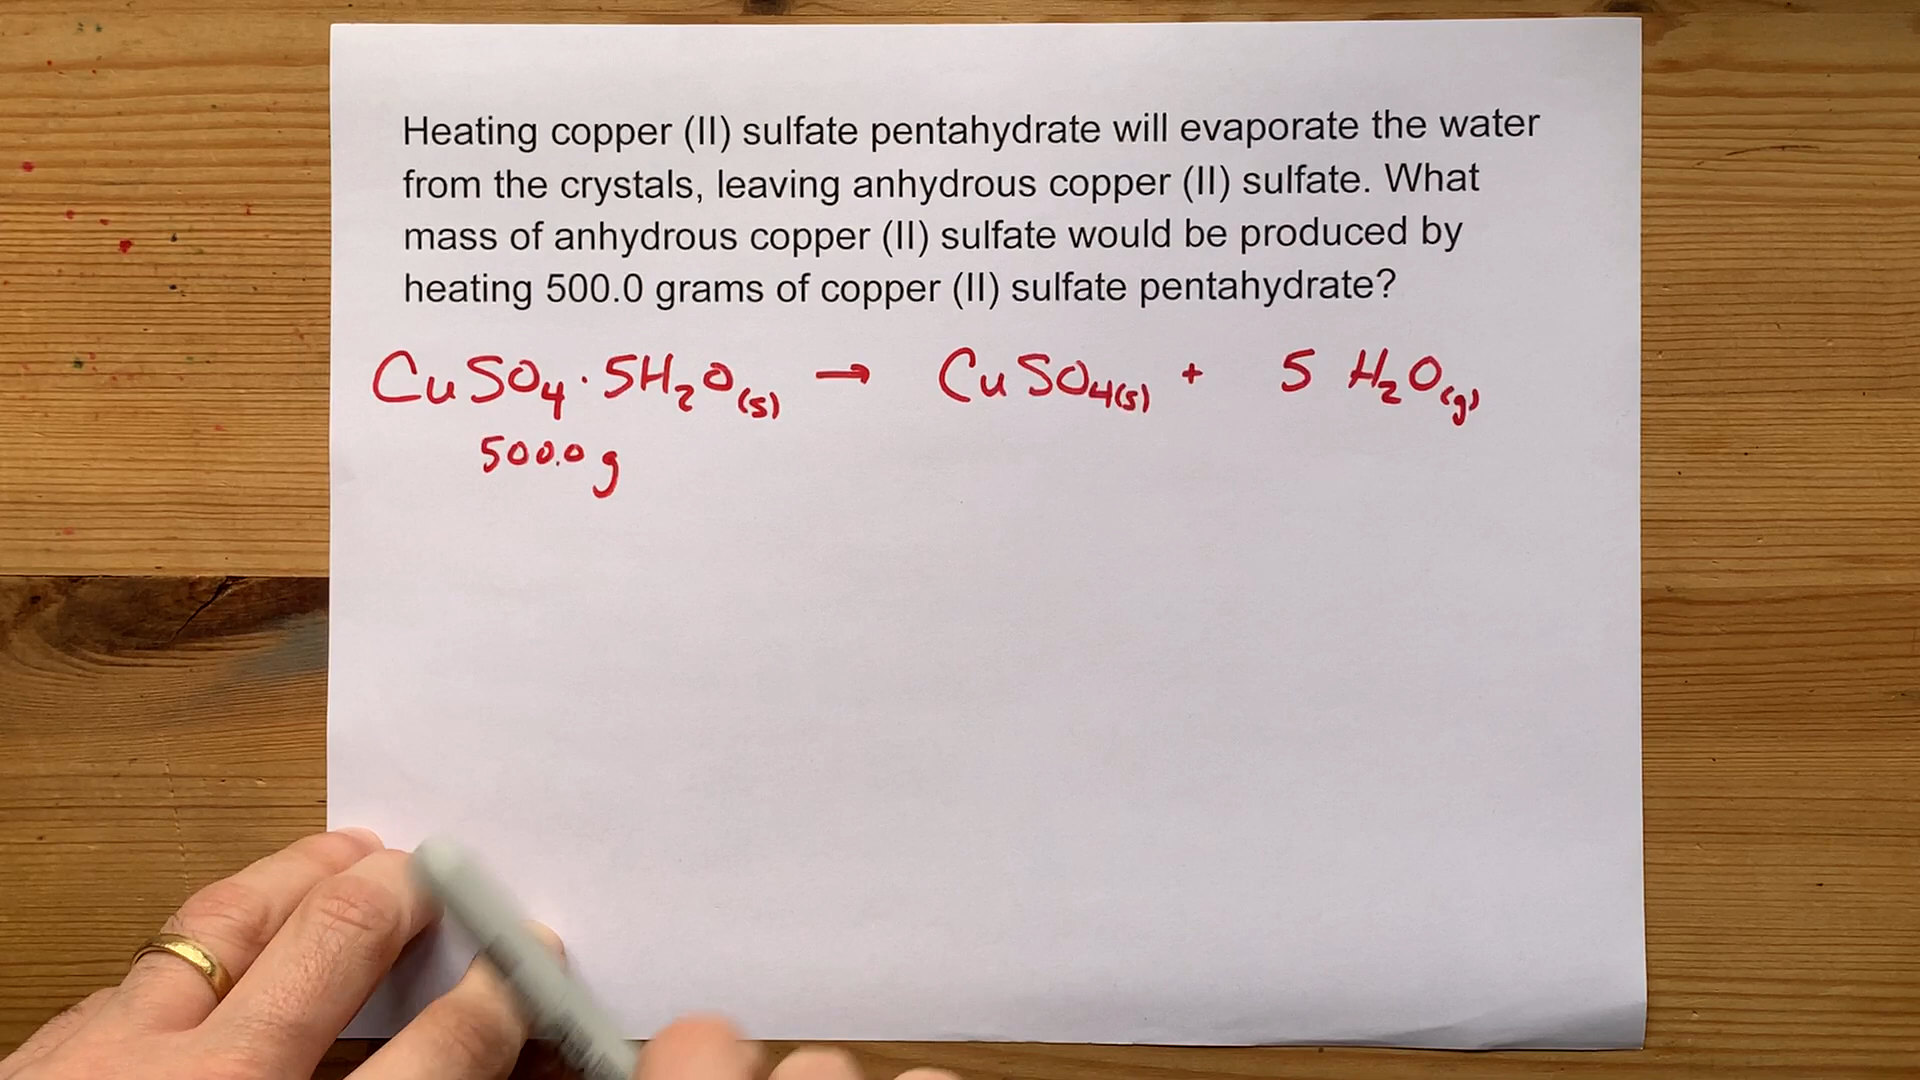 Heating copper (II) sulfate pentahydrate will evaporate the water
from the crystals, leaving anhydrous copper (II) sulfate. What
mass of anhydrous copper (II) sulfate would be produced by
heating 500.0 grams of copper (II) sulfate pentahydrate?
CuSO₄·5H₂O(s) → CuSO₄(s) + 5 H₂O(g)
500.0 g